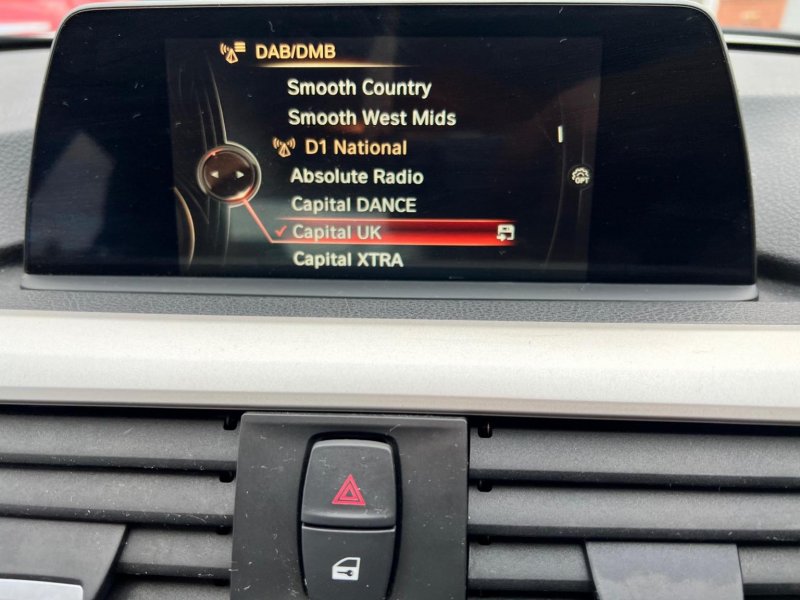 DAB/DMB
Smooth Country
Smooth West Mids
D1 National
Absolute Radio
OPT
Capital DANCE
Capital UK
Capital XTRA